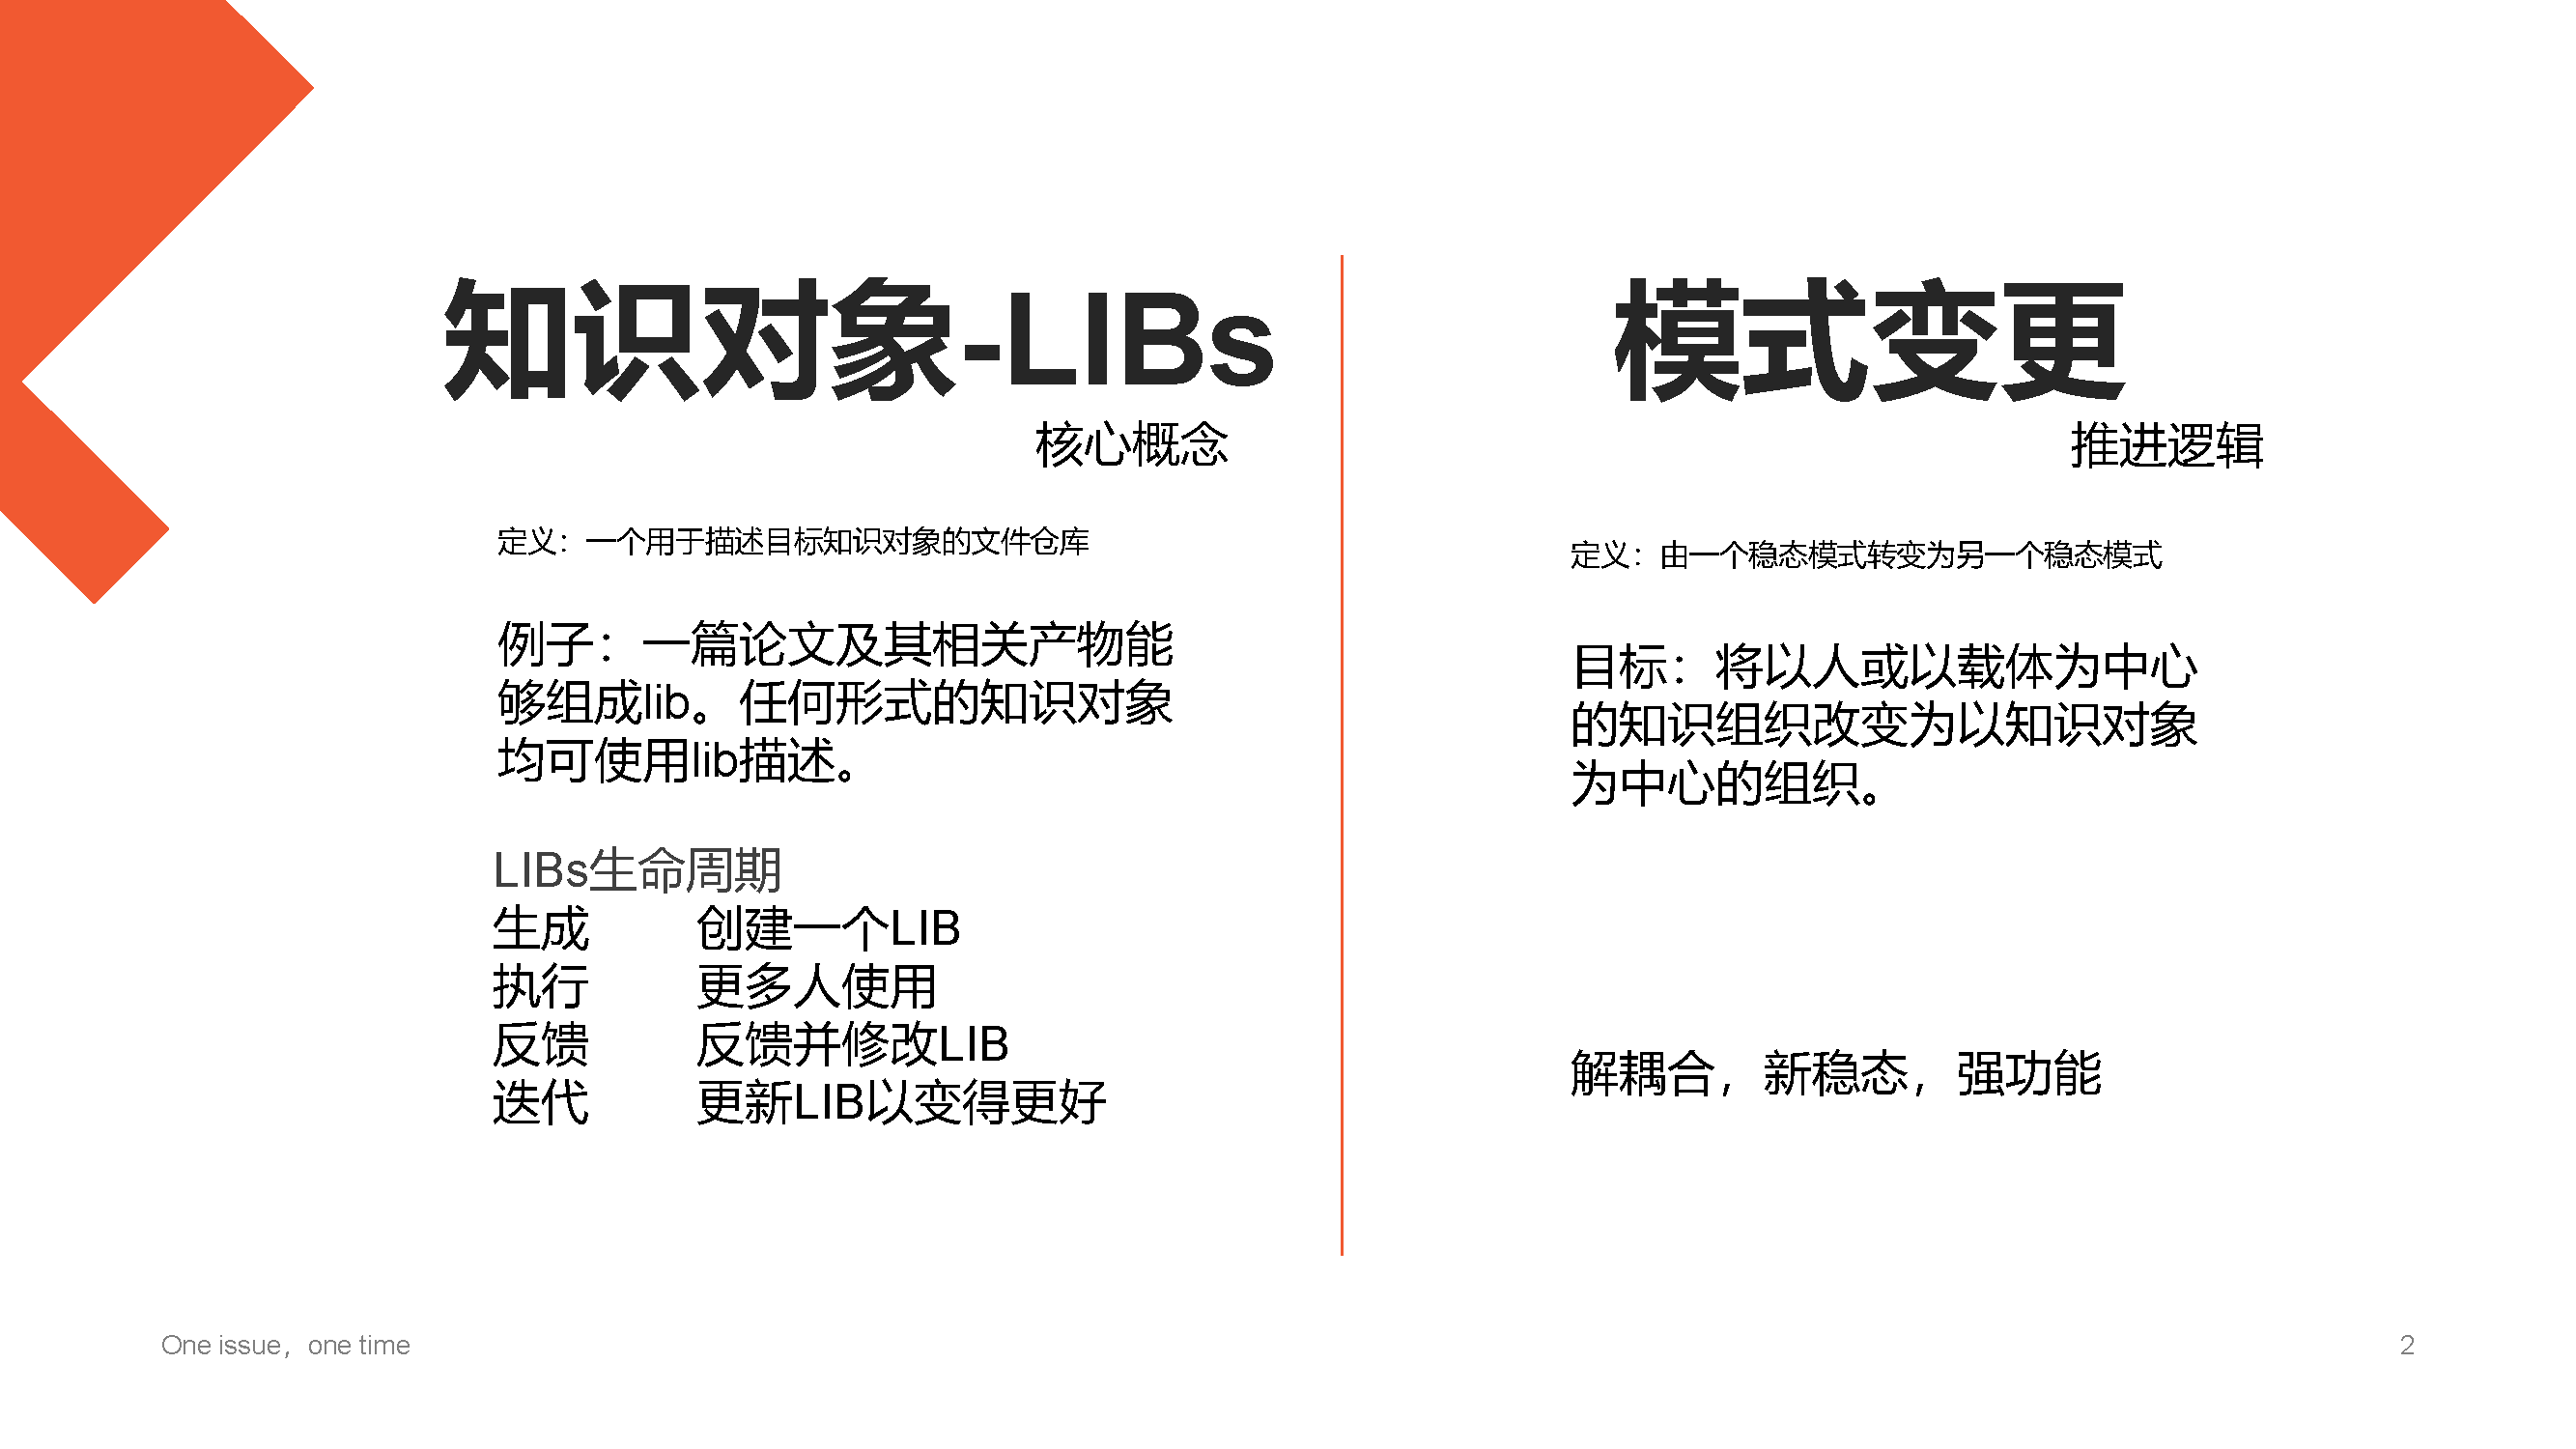 知识对象-LIBs
核心概念
定义：一个用于描述目标知识对象的文件仓库
例子：一篇论文及其相关产物能
够组成lib。任何形式的知识对象
均可使用lib描述。
LIBs生命周期
生成 创建一个LIB
执行 更多人使用
反馈 反馈并修改LIB
迭代 更新LIB以变得更好
模式变更
推进逻辑
定义：由一个稳态模式转变为另一个稳态模式
目标：将以人或以载体为中心
的知识组织改变为以知识对象
为中心的组织。
解耦合，新稳态，强功能
One issue，one time
2